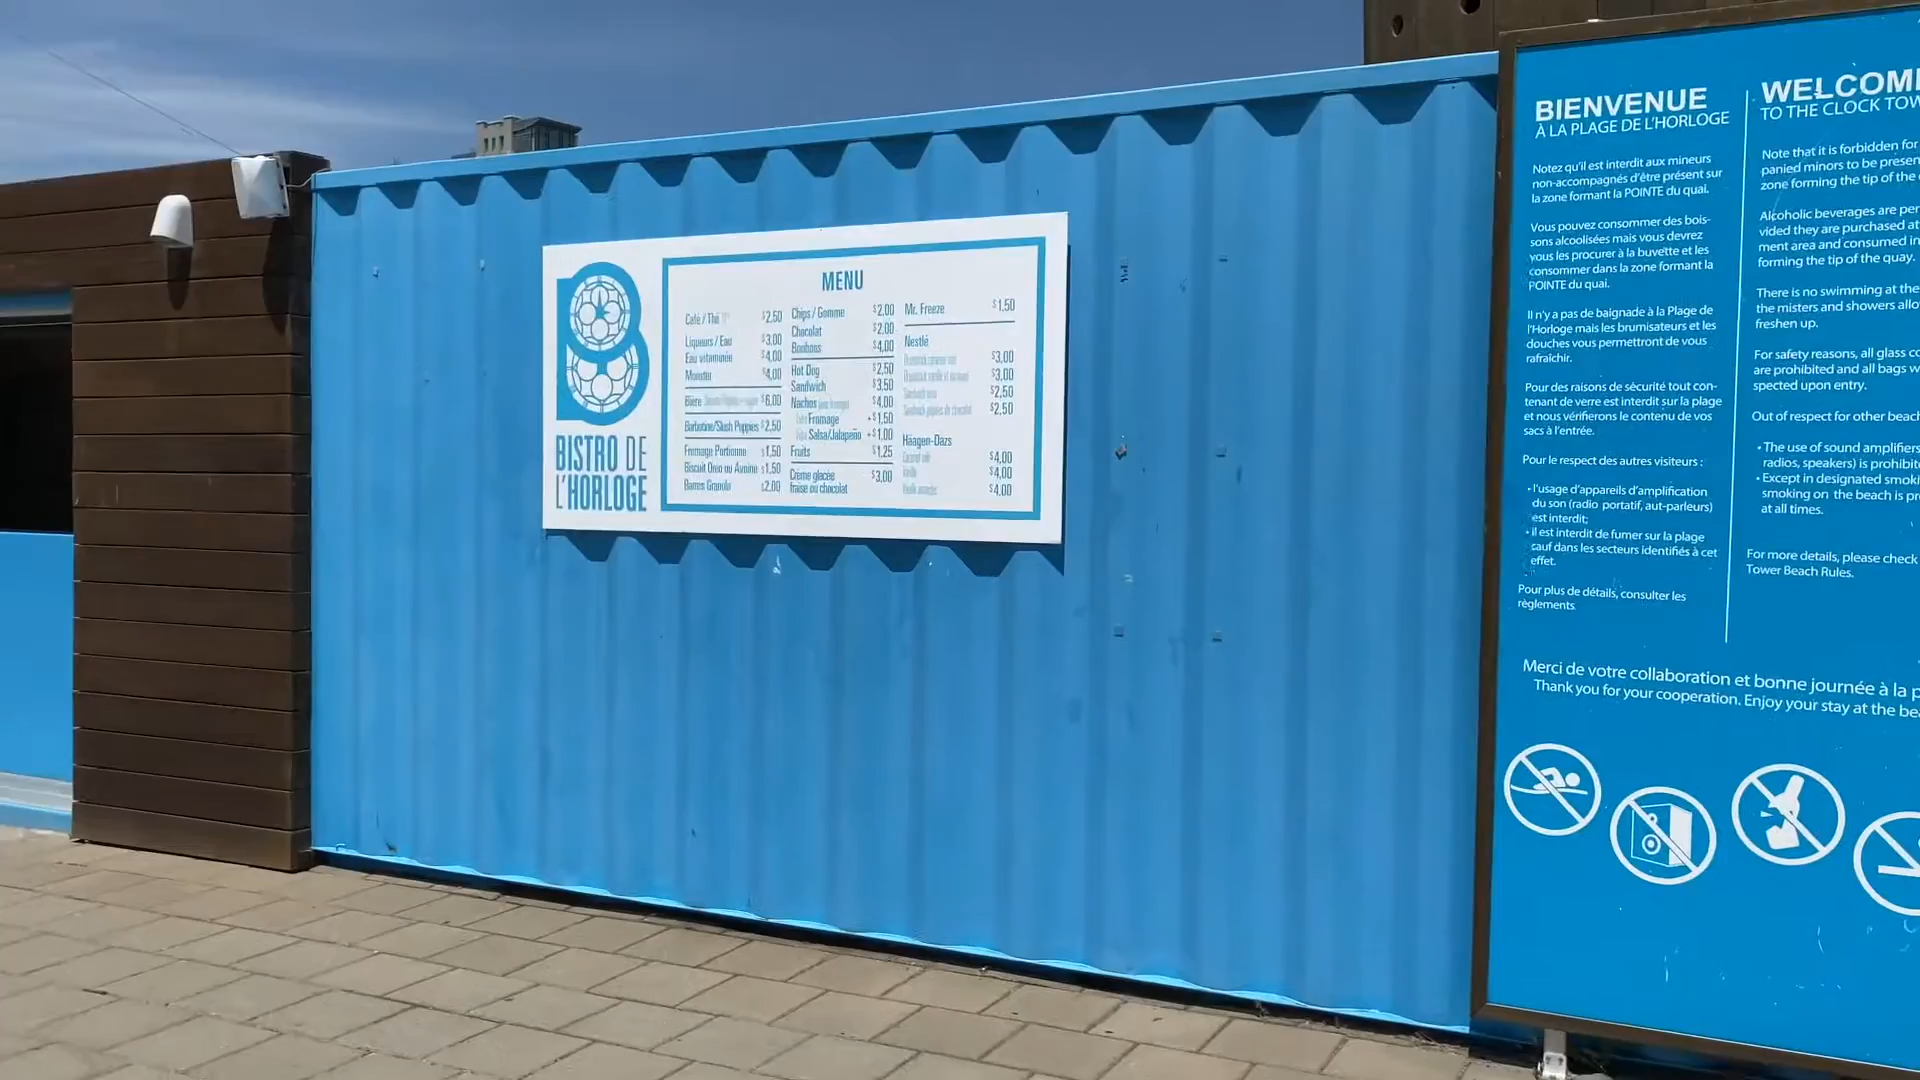 BISTRO DE
L'HORLOGE
MENU
Café / Thé $2,50
Liqueurs / Eau $3,00
Eau vitaminée $4,00
Monster $4,00
Bière $6,00
Barbotine/Slush Puppies $2,50
Fromage Portionne $1,50
Biscuit Oréo ou Avoine $1,50
Barres Granola $2,00
Chips / Gomme $2,00
Chocolat $2,00
Bonbons $4,00
Hot Dog $2,50
Sandwich $3,50
Nachos $4,00
Fromage +$1,50
Salsa/Jalapeño +$1,00
Fruits $1,25
Crème glacée $3,00
fraise ou chocolat
Mr. Freeze $1,50
Nestlé
$3,00
$3,00
$2,50
$2,50
Häagen-Dazs
$4,00
$4,00
$4,00
BIENVENUE
À LA PLAGE DE L'HORLOGE
Notez qu'il est interdit aux mineurs
non-accompagnés d'être présent sur
la zone formant la POINTE du quai.
Vous pouvez consommer des bois-
sons alcoolisées mais vous devrez
vous les procurer à la buvette et les
consommer dans la zone formant la
POINTE du quai.
Il n'y a pas de baignade à la Plage de
l'Horloge mais les brumisateurs et les
douches vous permettront de vous
rafraîchir.
Pour des raisons de sécurité tout con-
tenant de verre est interdit sur la plage
et nous vérifierons le contenu de vos
sacs à l'entrée.
Pour le respect des autres visiteurs :
• l'usage d'appareils d'amplification
du son (radio portatif, aut-parleurs)
est interdit;
• il est interdit de fumer sur la plage
cauf dans les secteurs identifiés à cet
effet.
Pour plus de détails, consulter les
règlements
WELCOM
TO THE CLOCK TOW
Note that it is forbidden for
panied minors to be presen
zone forming the tip of the
Alcoholic beverages are per
vided they are purchased at
ment area and consumed in
forming the tip of the quay.
There is no swimming at the
the misters and showers allo
freshen up.
For safety reasons, all glass co
are prohibited and all bags w
spected upon entry.
Out of respect for other beach
• The use of sound amplifiers
radios, speakers) is prohibite
• Except in designated smoki
smoking on the beach is pr
at all times.
For more details, please check
Tower Beach Rules.
Merci de votre collaboration et bonne journée à la p
Thank you for your cooperation. Enjoy your stay at the bea